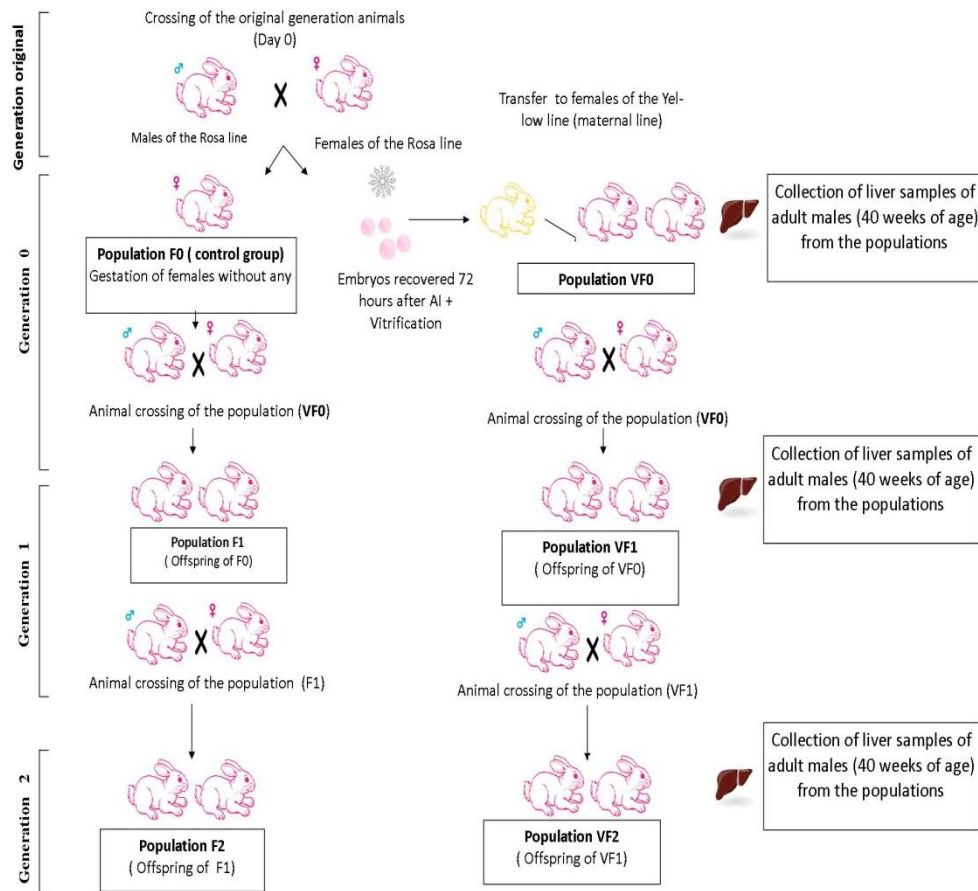 Generation original
Crossing of the original generation animals
(Day 0)
♂
♀
X
Males of the Rosa line
Females of the Rosa line
Transfer to females of the Yel-
low line (maternal line)
Generation 0
♀
Population F0 ( control group)
Gestation of females without any
Embryos recovered 72
hours after AI +
Vitrification
Population VF0
Collection of liver samples of
adult males (40 weeks of age)
from the populations
♂
♀
X
Animal crossing of the population (VF0)
♂
♀
X
Animal crossing of the population (VF0)
Generation 1
Population F1
( Offspring of F0)
Population VF1
( Offspring of VF0)
Collection of liver samples of
adult males (40 weeks of age)
from the populations
♂
♀
X
Animal crossing of the population (F1)
♂
♀
X
Animal crossing of the population (VF1)
Generation 2
Population F2
( Offspring of F1)
Population VF2
( Offspring of VF1)
Collection of liver samples of
adult males (40 weeks of age)
from the populations